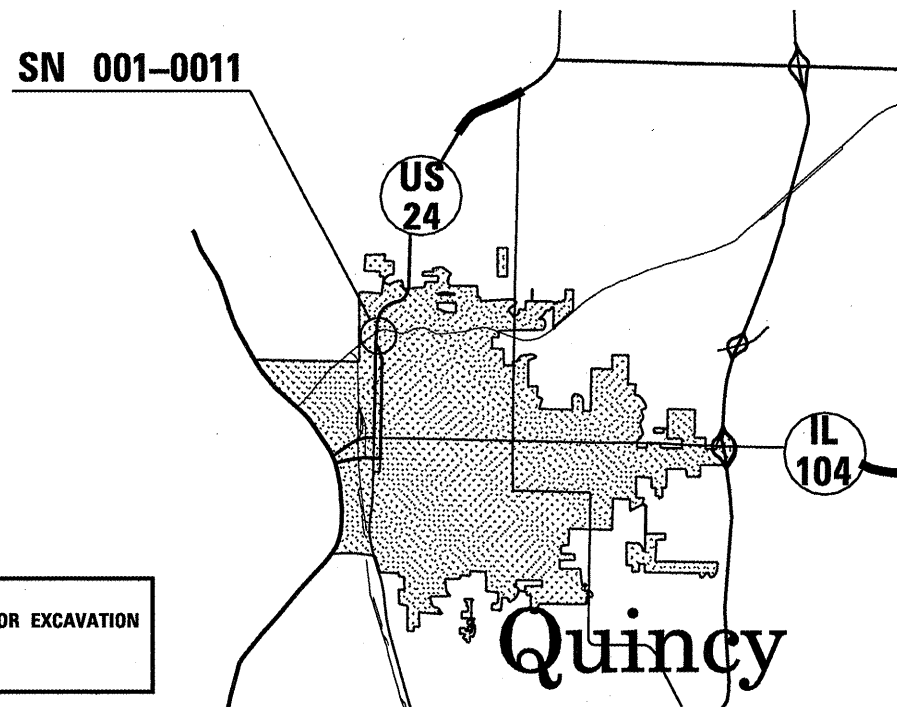 SN 001-0011
US
24
IL
104
OR EXCAVATION
Quincy